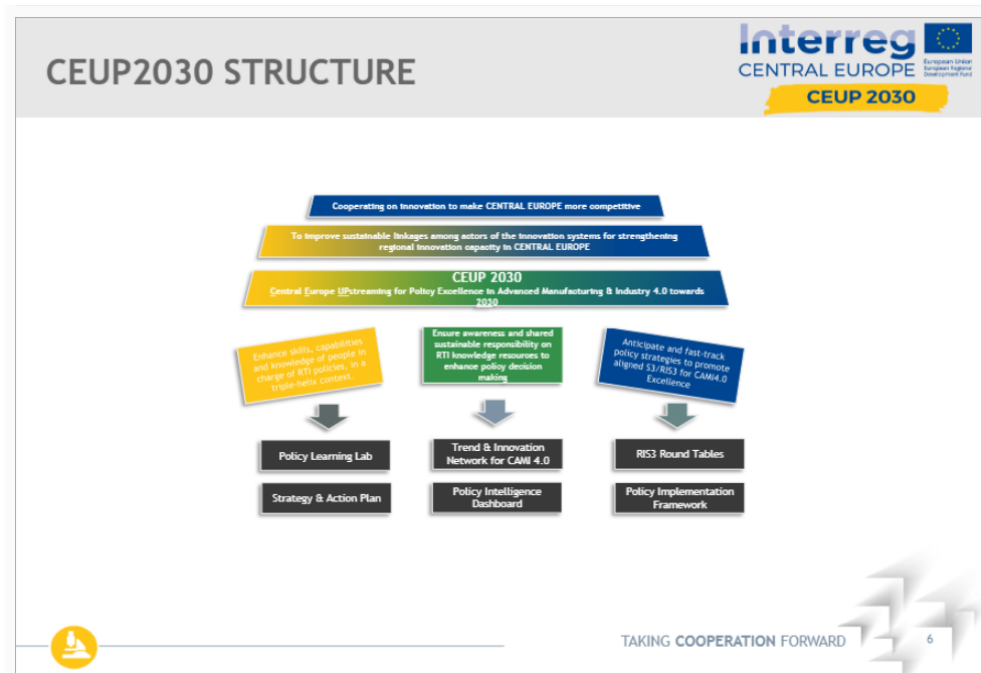 CEUP2030 STRUCTURE
Interreg
CENTRAL EUROPE
European Union
European Regional
Development Fund
CEUP 2030
Cooperating on innovation to make CENTRAL EUROPE more competitive
To improve sustainable linkages among actors of the innovation systems for strengthening
regional innovation capacity in CENTRAL EUROPE
CEUP 2030
Central Europe UPstreaming for Policy Excellence in Advanced Manufacturing & Industry 4.0 towards
2030
Enhance skills, capabilities
and knowledge of people in
charge of RTI policies, in a
triple-helix context.
Ensure awareness and shared
sustainable responsibility on
RTI knowledge resources to
enhance policy decision
making
Anticipate and fast-track
policy strategies to promote
aligned S3/RIS3 for CAMI4.0
Excellence
Policy Learning Lab
Trend & Innovation
Network for CAMI 4.0
RIS3 Round Tables
Strategy & Action Plan
Policy Intelligence
Dashboard
Policy Implementation
Framework
TAKING COOPERATION FORWARD
6